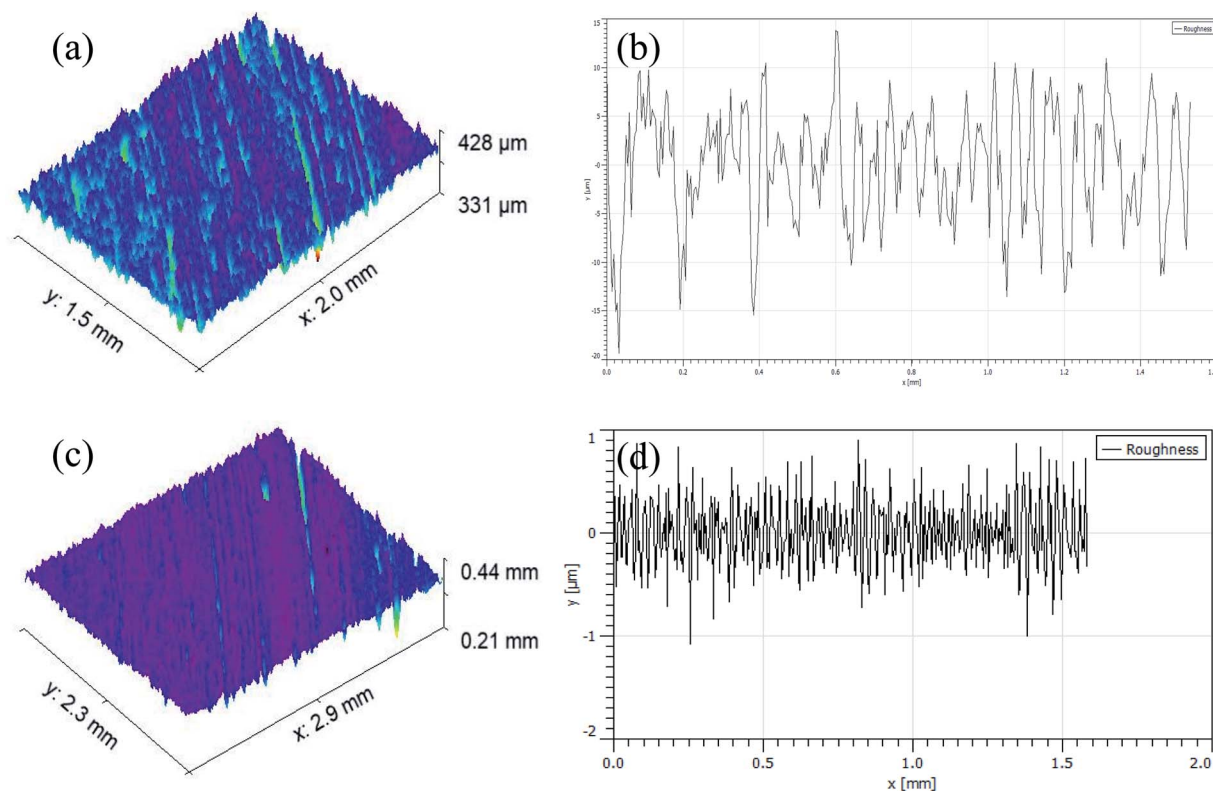 (a)
428 µm
331 µm
y: 1.5 mm
x: 2.0 mm
(b)
Roughness
15
10
5
-0
-5
-10
-15
-20
y [µm]
0.0 0.2 0.4 0.6 0.8 1.0 1.2 1.4
x [mm]
(c)
0.44 mm
0.21 mm
y: 2.3 mm
x: 2.9 mm
(d)
Roughness
1
0
-1
-2
y [µm]
0.0 0.5 1.0 1.5 2.0
x [mm]